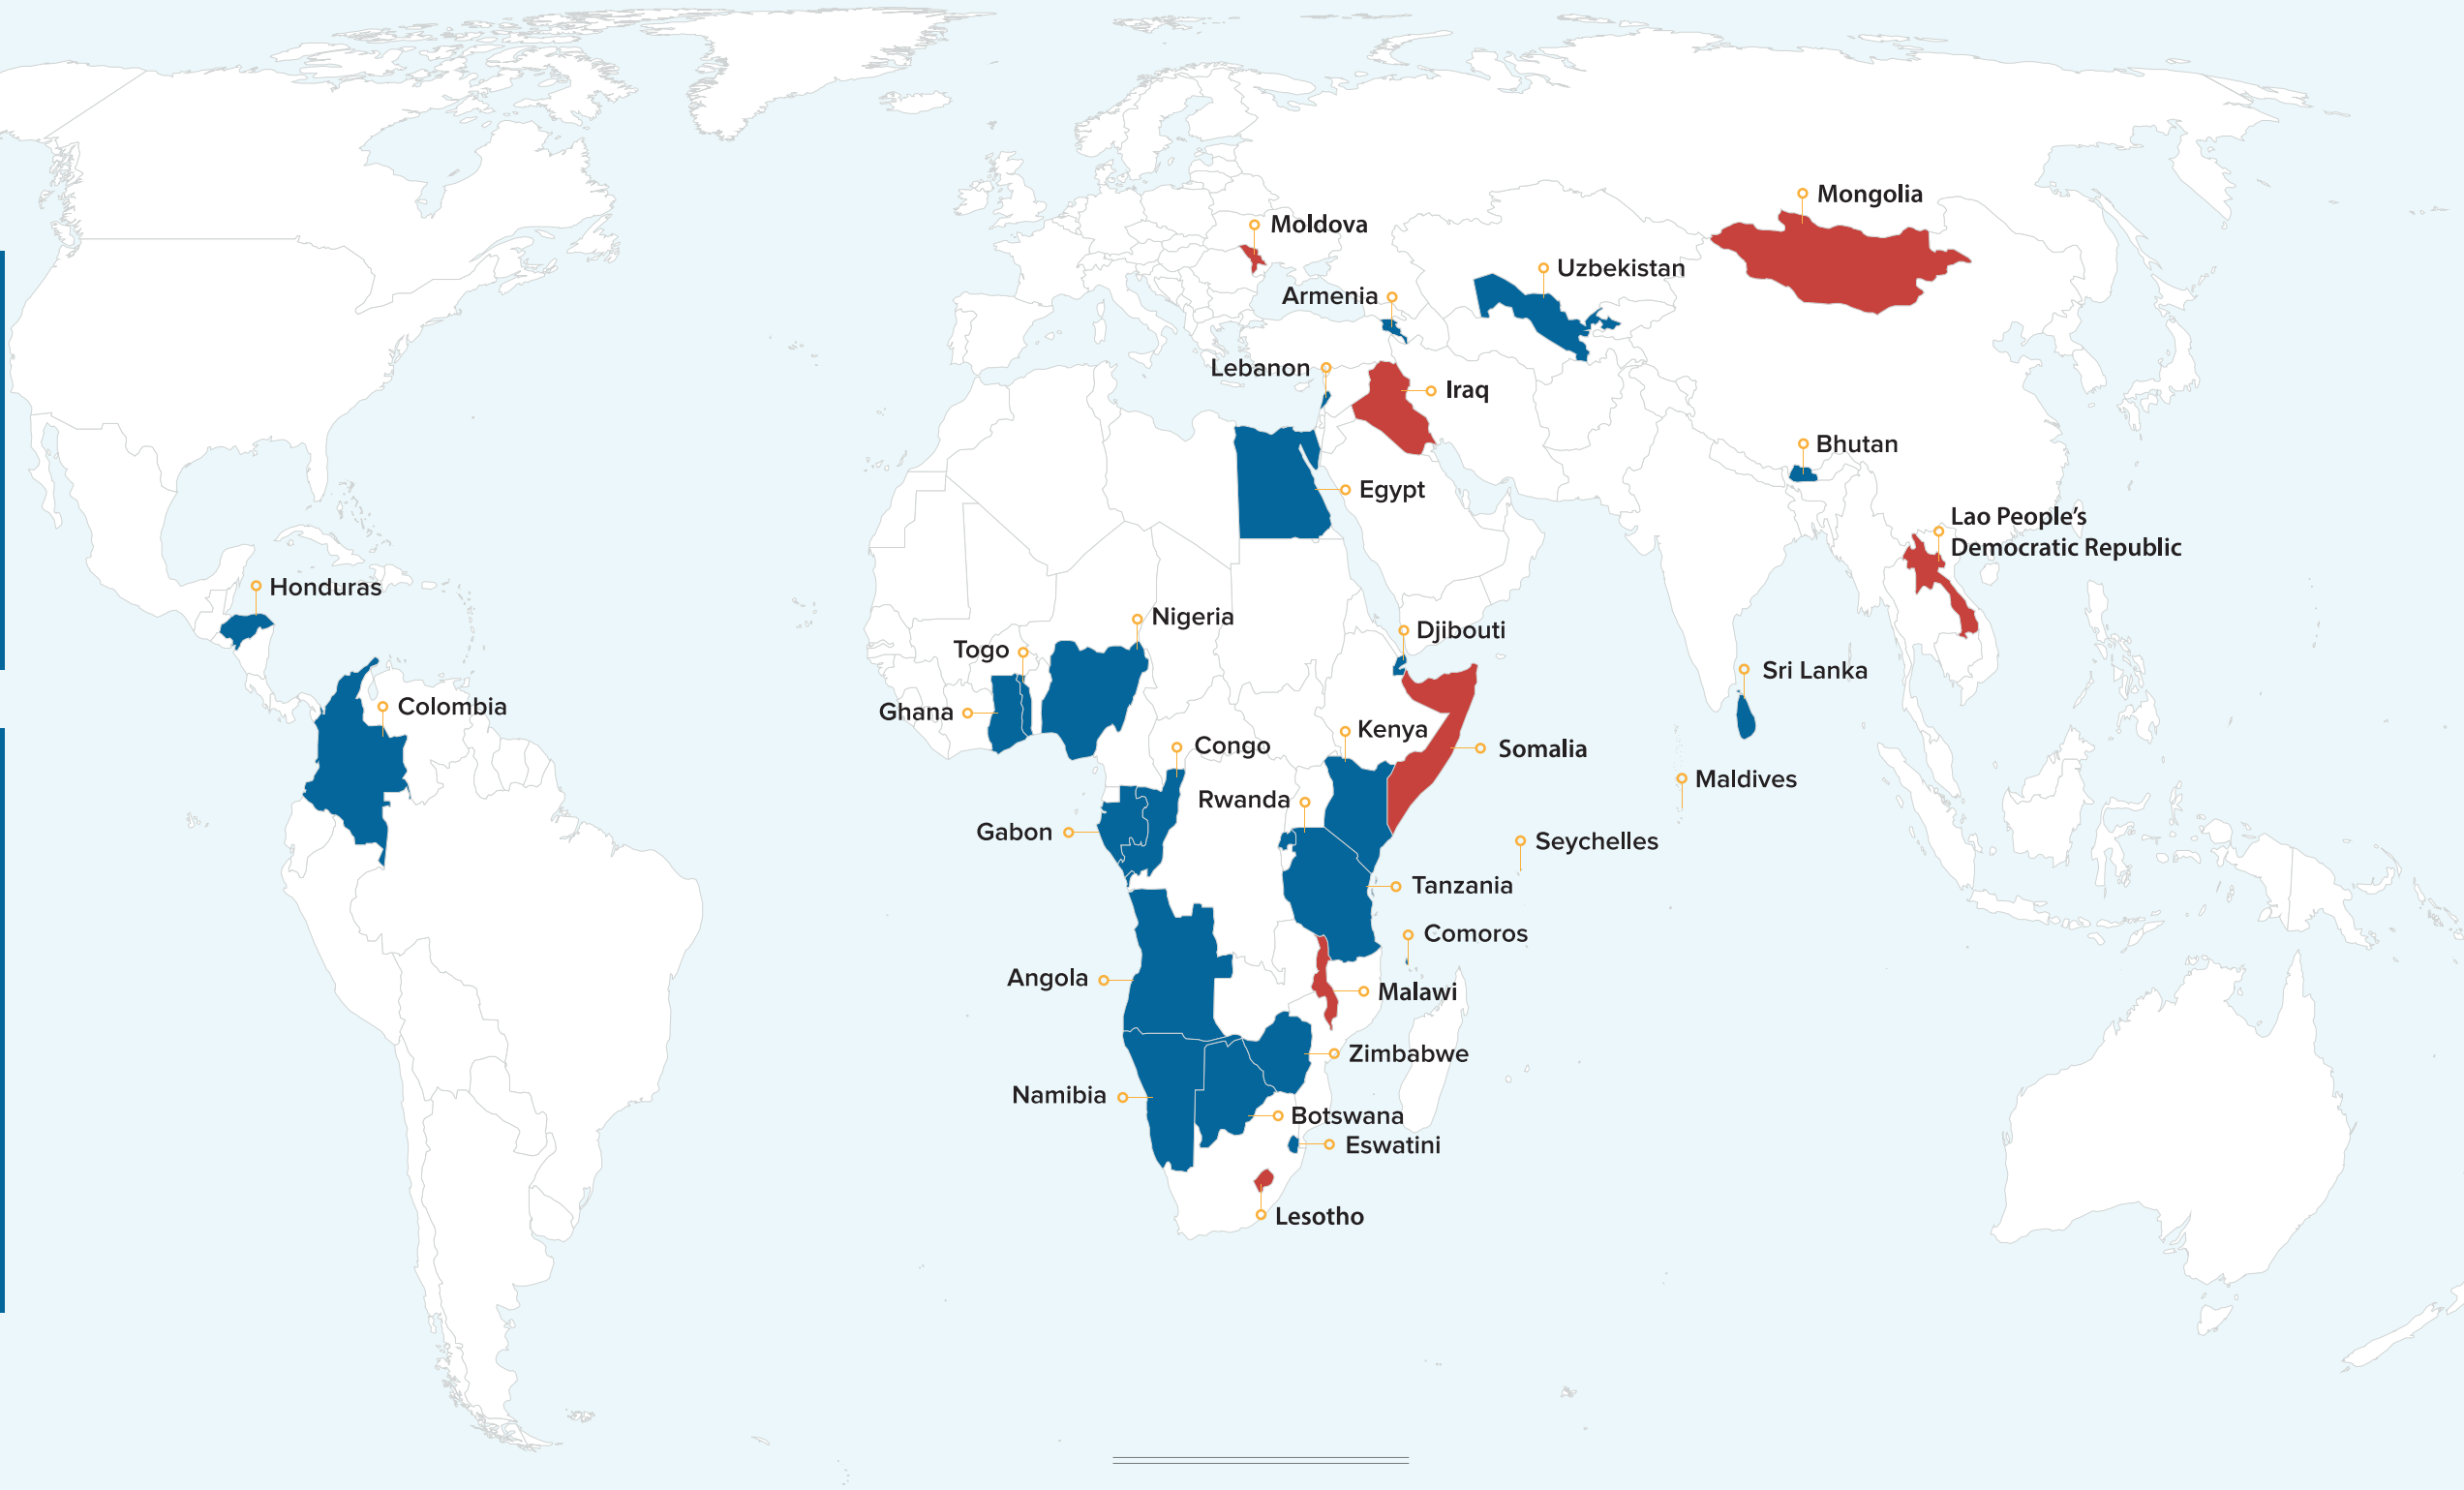 Mongolia
Moldova
Uzbekistan
Armenia
Lebanon
Iraq
Bhutan
Egypt
Lao People’s
Democratic Republic
Honduras
Nigeria
Djibouti
Togo
Sri Lanka
Colombia
Ghana
Kenya
Congo
Somalia
Maldives
Rwanda
Gabon
Seychelles
Tanzania
Comoros
Angola
Malawi
Zimbabwe
Namibia
Botswana
Eswatini
Lesotho